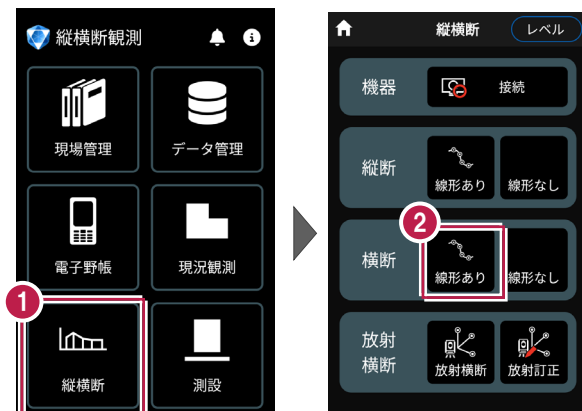 縦横断観測
現場管理
データ管理
電子野帳
現況観測
1
縦横断
測設
縦横断
レベル
機器
接続
縦断
線形あり
線形なし
2
横断
線形あり
線形なし
放射
横断
放射横断
放射訂正